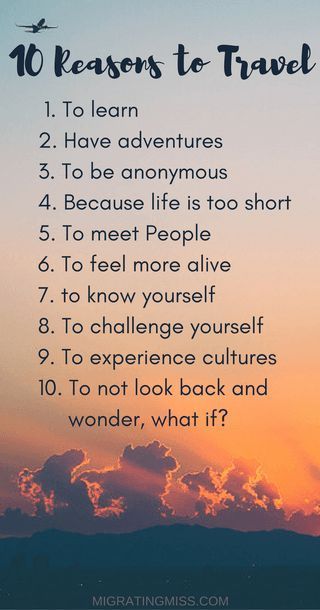 10 Reasons to Travel
1. To learn
2. Have adventures
3. To be anonymous
4. Because life is too short
5. To meet People
6. To feel more alive
7. to know yourself
8. To challenge yourself
9. To experience cultures
10. To not look back and
wonder, what if?
MIGRATINGMISS.COM